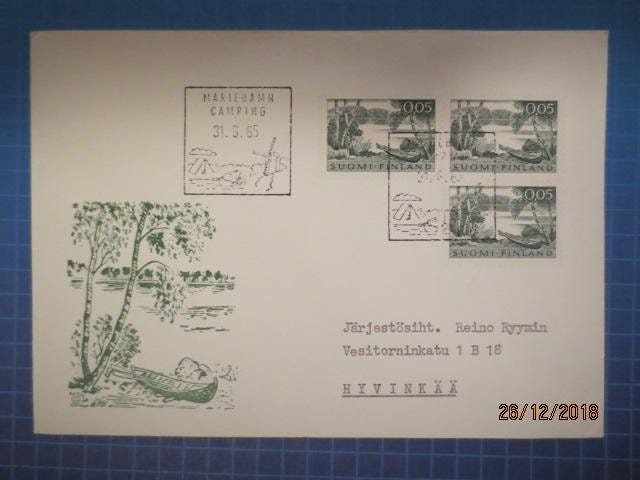 MARIEHAMN
CAMPING
31.8.65
0,05
SUOMI-FINLAND
0,05
SUOMI-FINLAND
0,05
SUOMI-FINLAND
Järjestösiht. Reino Ryymin
Vesitorninkatu 1 B 18
HYVINKÄÄ
26/12/2018